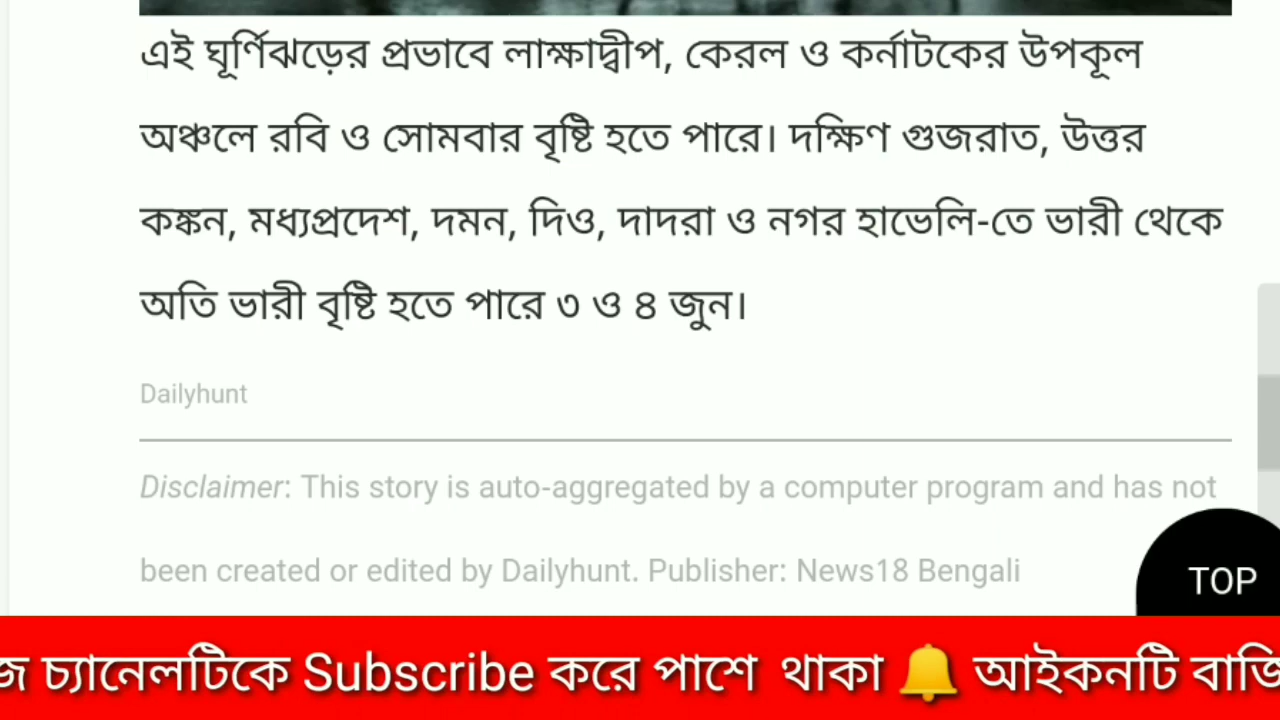 এই ঘূর্ণিঝড়ের প্রভাবে লাক্ষাদ্বীপ, কেরল ও কর্নাটকের উপকূল
অঞ্চলে রবি ও সোমবার বৃষ্টি হতে পারে। দক্ষিণ গুজরাত, উত্তর
কঙ্কন, মধ্যপ্রদেশ, দমন, দিও, দাদরা ও নগর হাভেলি-তে ভারী থেকে
অতি ভারী বৃষ্টি হতে পারে ৩ ও ৪ জুন।
Dailyhunt
Disclaimer: This story is auto-aggregated by a computer program and has not
been created or edited by Dailyhunt. Publisher: News18 Bengali
TOP
চ্যানেলটিকে Subscribe করে পাশে থাকা 🔔 আইকনটি